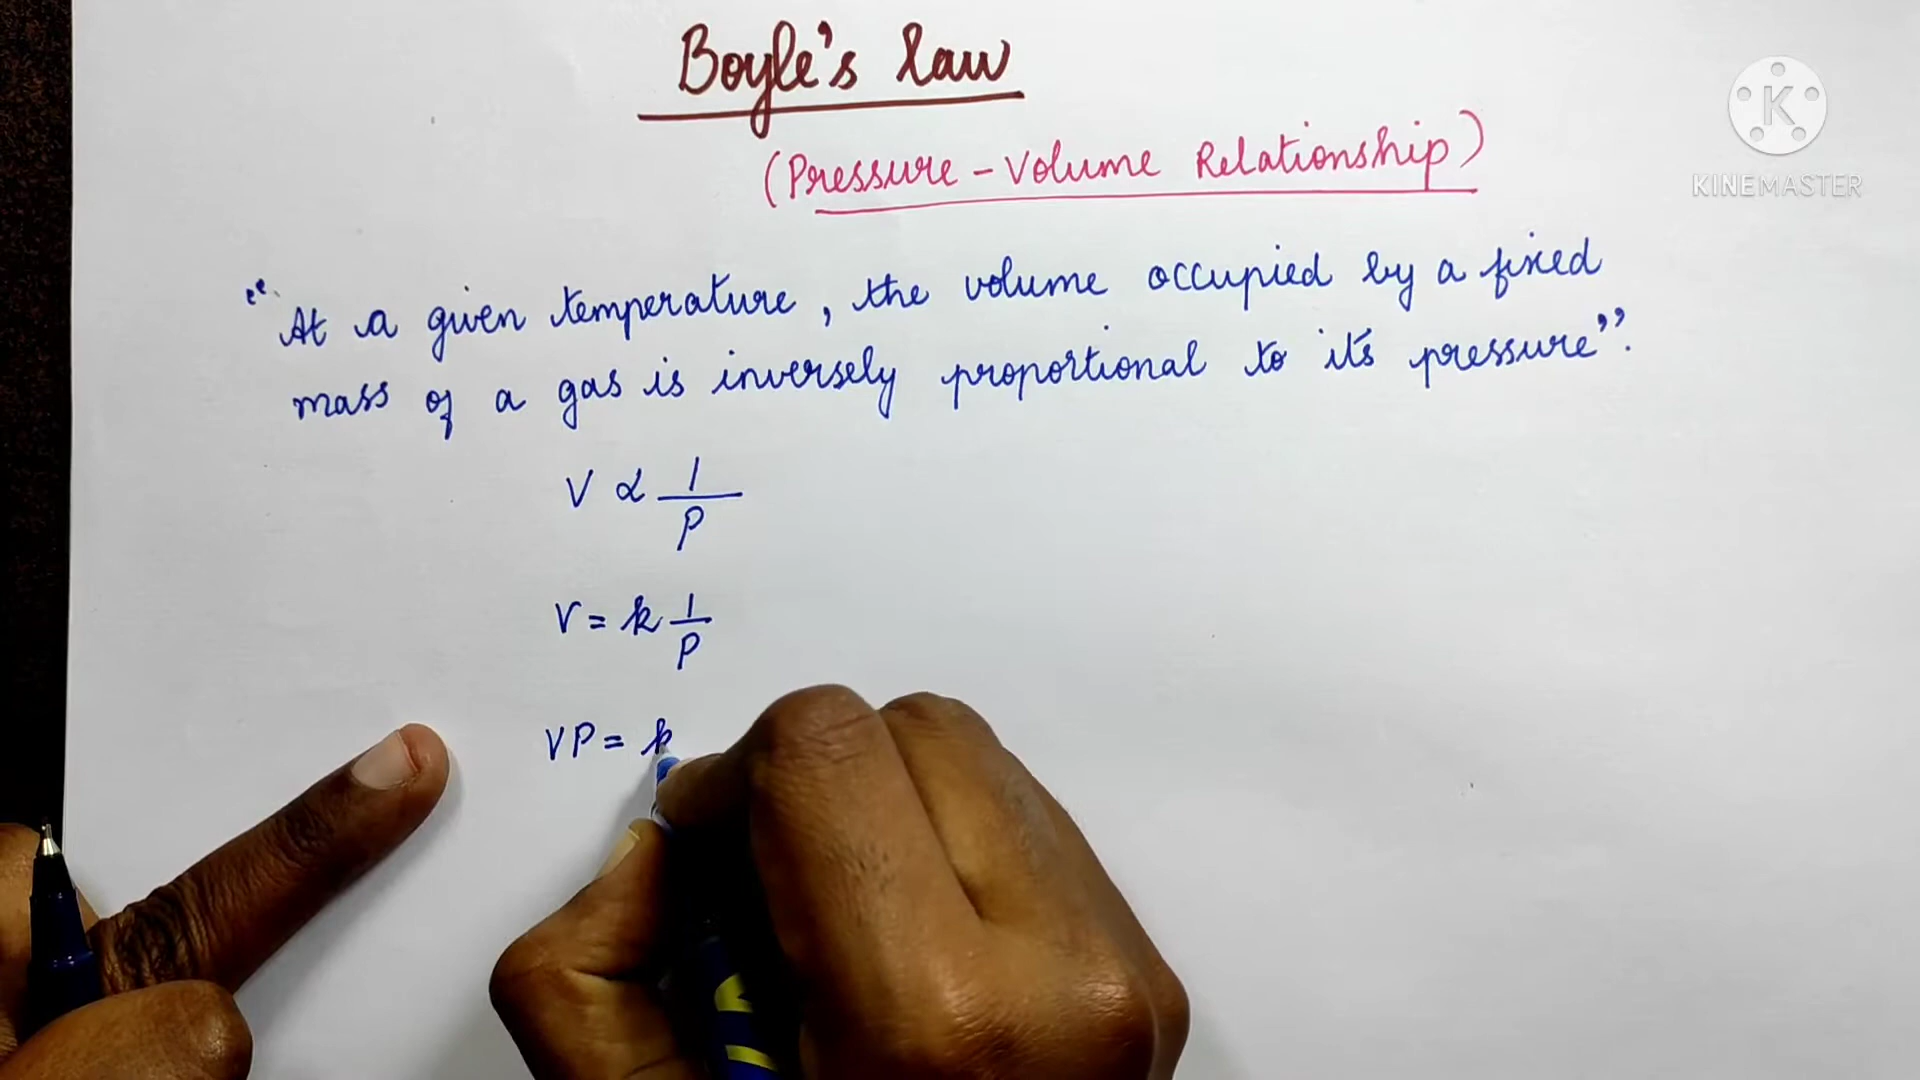 Boyle's law
K
KINEMASTER
(Pressure-Volume Relationship)
"At a given temperature, the volume occupied by a fixed
mass of a gas is inversely proportional to it's pressure".
V ∝ 1/P
V = k 1/P
VP = k